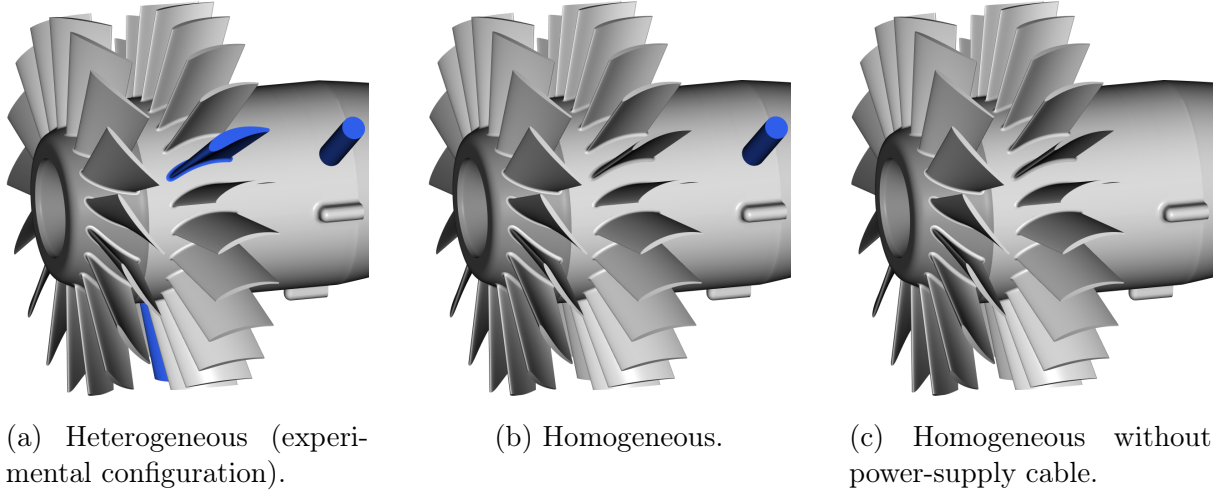 (a) Heterogeneous (experi-
mental configuration).
(b) Homogeneous.
(c) Homogeneous without
power-supply cable.